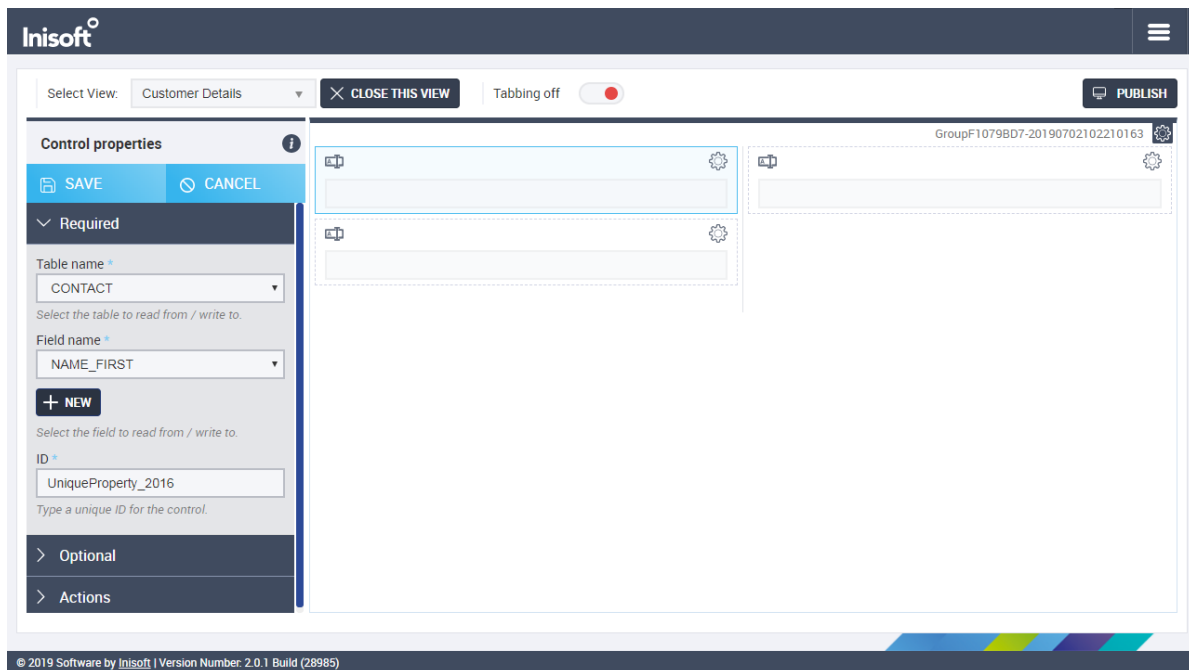 Inisoft
Select View: Customer Details CLOSE THIS VIEW Tabbing off PUBLISH
Control properties
GroupF1079BD7-20190702102210163
SAVE CANCEL
Required
Table name *
CONTACT
Select the table to read from / write to.
Field name *
NAME_FIRST
NEW
Select the field to read from / write to.
ID *
UniqueProperty_2016
Type a unique ID for the control.
Optional
Actions
© 2019 Software by Inisoft | Version Number: 2.0.1 Build (28985)